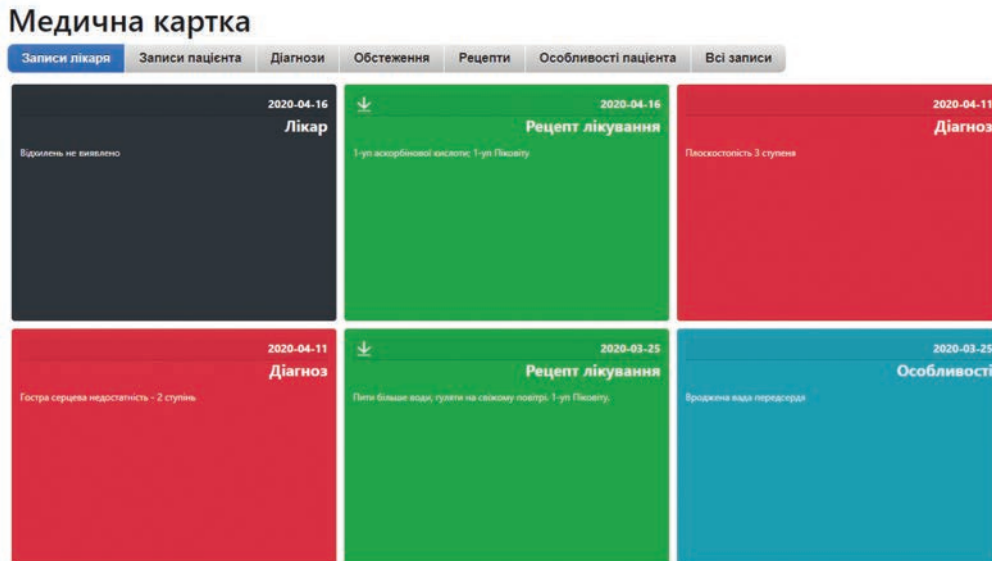 Медична картка
Записи лікаря Записи пацієнта Діагнози Обстеження Рецепти Особливості пацієнта Всі записи
2020-04-16
Лікар
Відхилень не виявлено
2020-04-16
Рецепт лікування
1-уп аскорбінової кислоти; 1-уп Піковіту
2020-04-11
Діагноз
Плоскостопість 3 ступеня
2020-04-11
Діагноз
Гостра серцева недостатність - 2 ступінь
2020-03-25
Рецепт лікування
Пити більше води, гуляти на свіжому повітрі. 1-уп Піковіту.
2020-03-25
Особливості
Вроджена вада передсердя